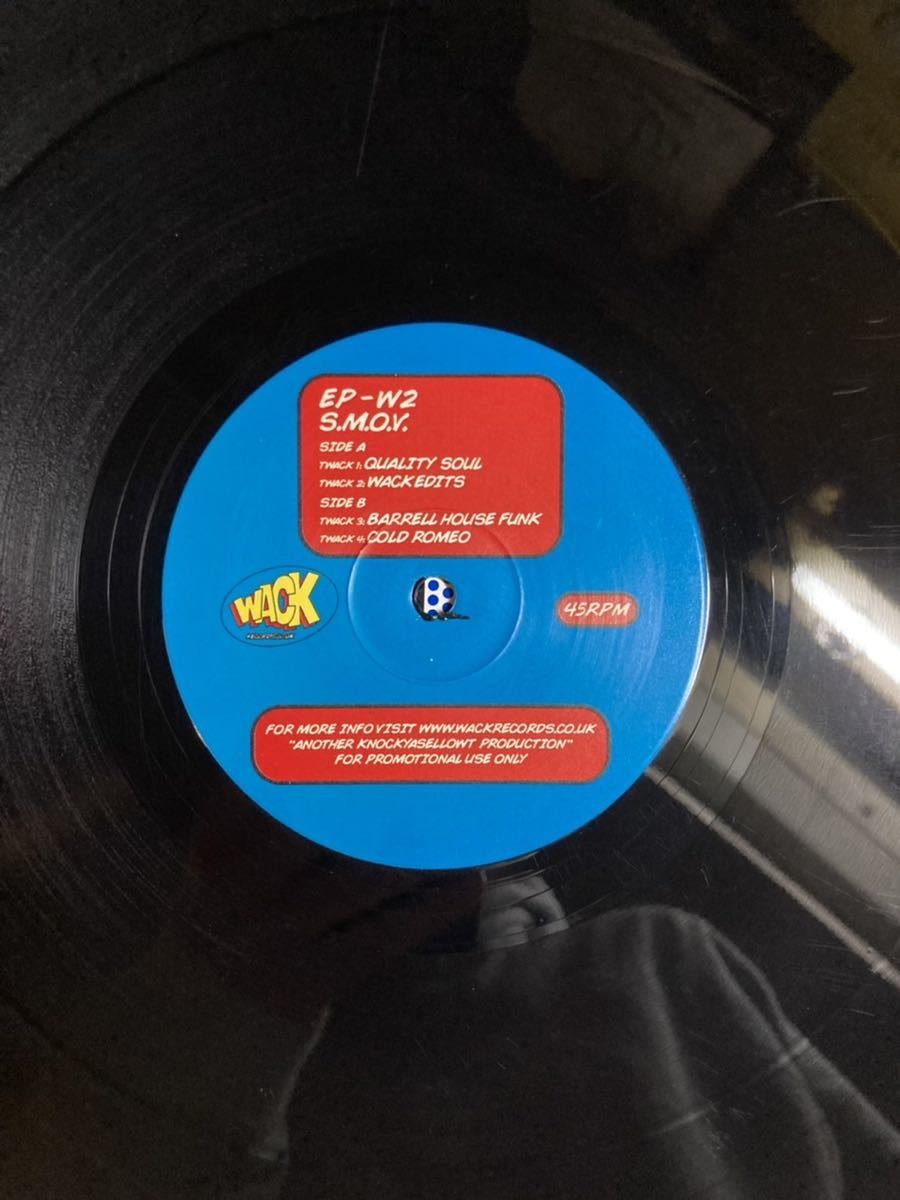 EP-W2
S.M.O.V.
SIDE A
TWACK 1: QUALITY SOUL
TWACK 2: WACK EDITS
SIDE B
TWACK 3: BARRELL HOUSE FUNK
TWACK 4: COLD ROMEO
WACK
45RPM
FOR MORE INFO VISIT WWW.WACKRECORDS.CO.UK
"ANOTHER KNOCKYASELLOWT PRODUCTION"
FOR PROMOTIONAL USE ONLY